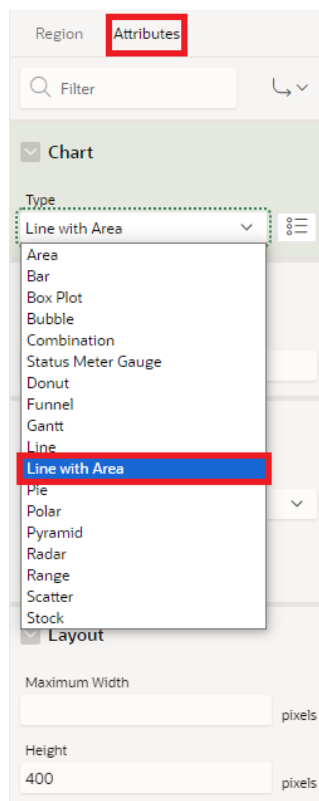 Region Attributes
Filter
Chart
Type
Line with Area
Area
Bar
Box Plot
Bubble
Combination
Status Meter Gauge
Donut
Funnel
Gantt
Line
Line with Area
Pie
Polar
Pyramid
Radar
Range
Scatter
Stock
Layout
Maximum Width
pixels
Height
400 pixels